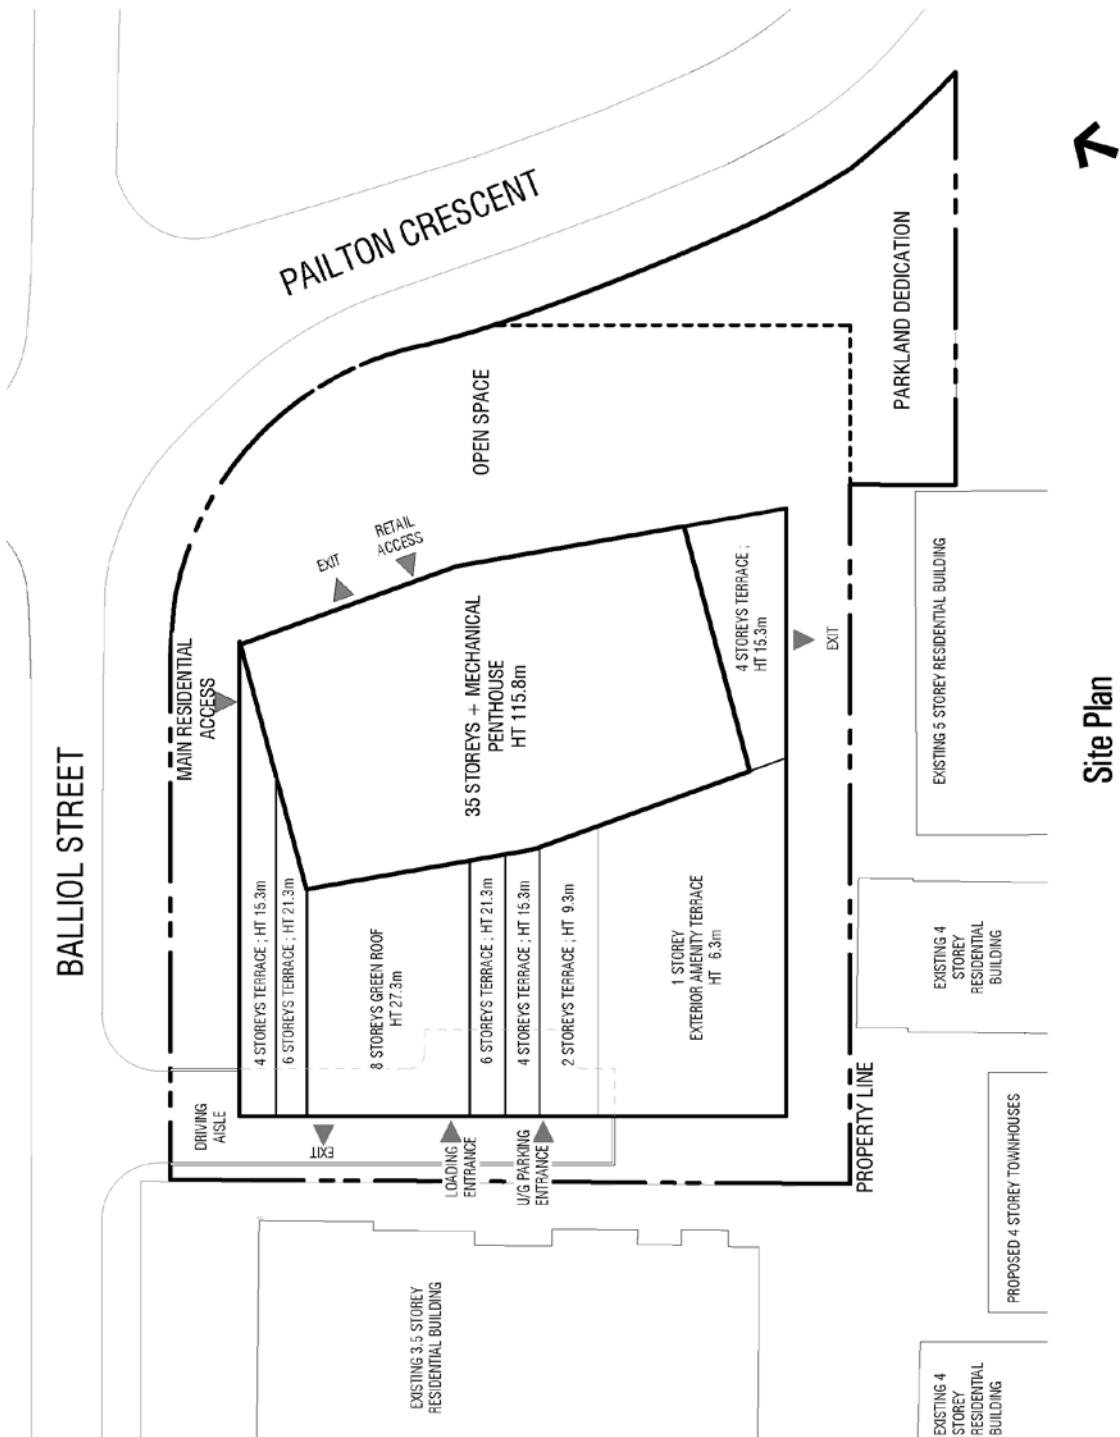 BALLIOL STREET
PAILTON CRESCENT
MAIN RESIDENTIAL
ACCESS
EXIT
RETAIL
ACCESS
OPEN SPACE
PARKLAND DEDICATION
DRIVING
AISLE
4 STOREYS TERRACE ; HT 15.3m
6 STOREYS TERRACE ; HT 21.3m
8 STOREYS GREEN ROOF
HT 27.3m
6 STOREYS TERRACE ; HT 21.3m
4 STOREYS TERRACE ; HT 15.3m
2 STOREYS TERRACE ; HT 9.3m
1 STOREY
EXTERIOR AMENITY TERRACE
HT 6.3m
35 STOREYS + MECHANICAL
PENTHOUSE
HT 115.8m
4 STOREYS TERRACE ;
HT 15.3m
EXIT
EXIT
LOADING
ENTRANCE
U/G PARKING
ENTRANCE
PROPERTY LINE
EXISTING 3.5 STOREY
RESIDENTIAL BUILDING
EXISTING 4
STOREY
RESIDENTIAL
BUILDING
PROPOSED 4 STOREY TOWNHOUSES
EXISTING 4
STOREY
RESIDENTIAL
BUILDING
EXISTING 5 STOREY RESIDENTIAL BUILDING
Site Plan